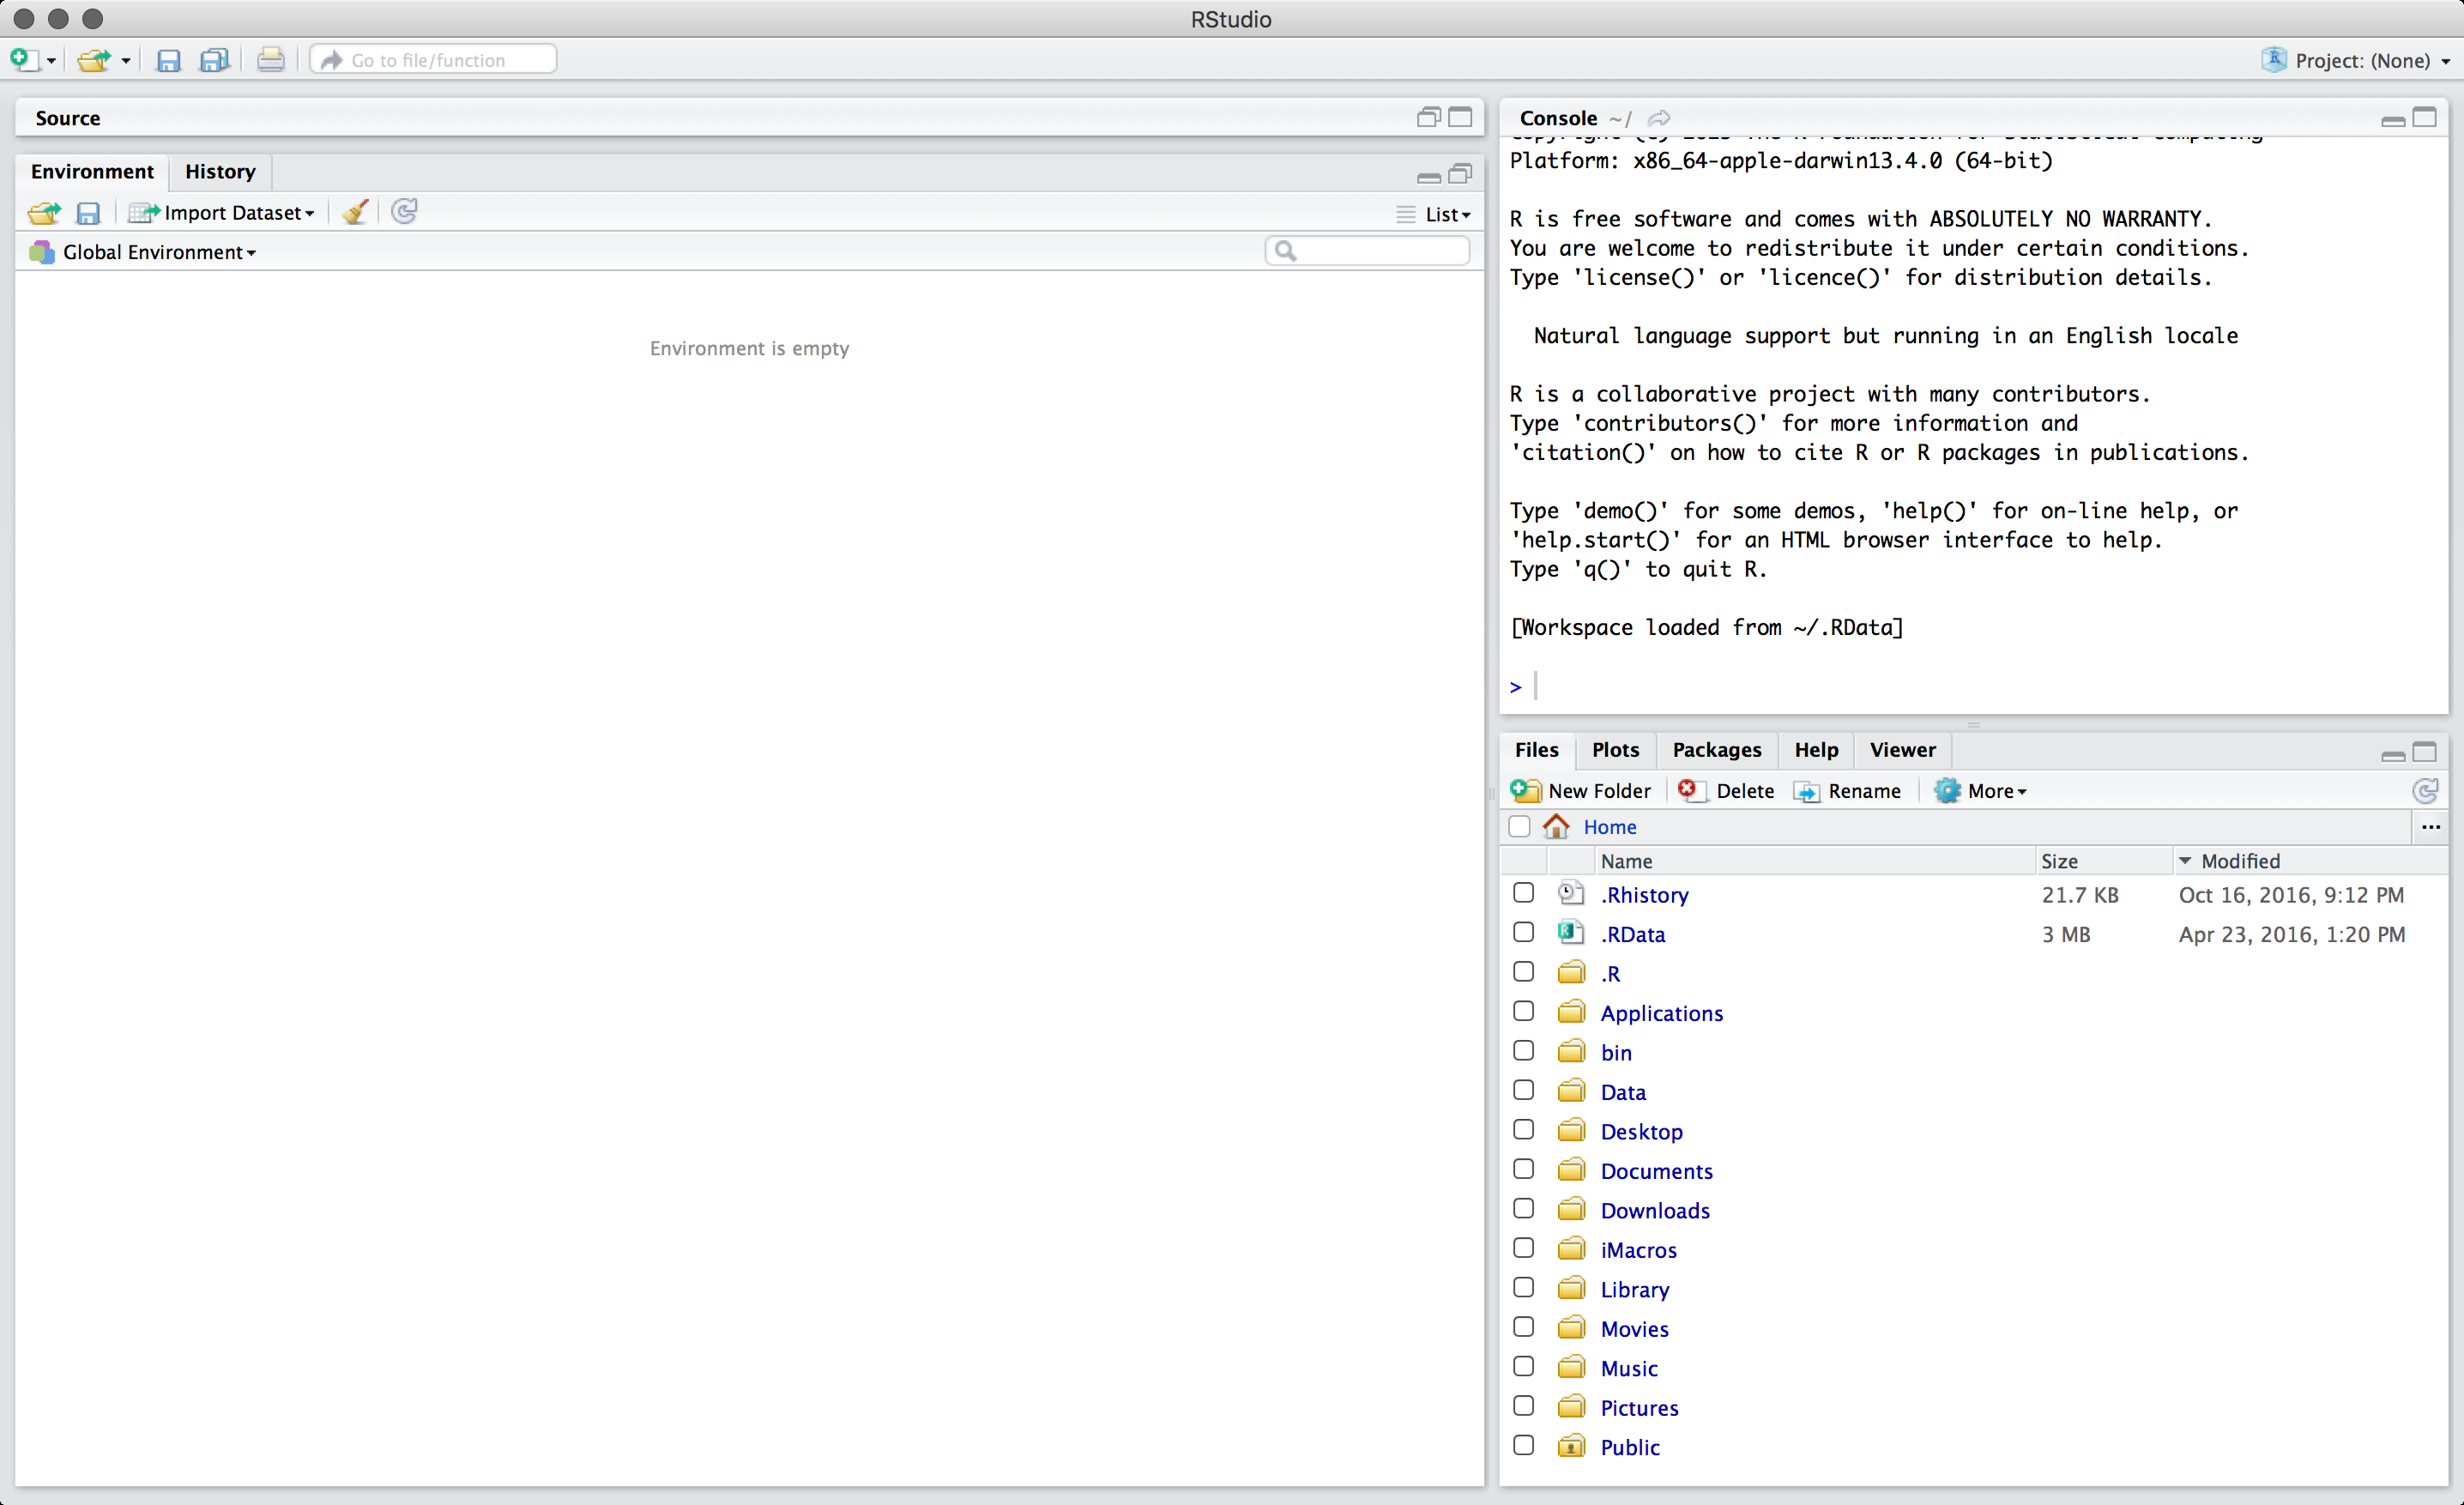 RStudio
Go to file/function
Project: (None)
Source
Environment History
Import Dataset
List
Global Environment
Environment is empty
Console ~/
Platform: x86_64-apple-darwin13.4.0 (64-bit)
R is free software and comes with ABSOLUTELY NO WARRANTY.
You are welcome to redistribute it under certain conditions.
Type 'license()' or 'licence()' for distribution details.
Natural language support but running in an English locale
R is a collaborative project with many contributors.
Type 'contributors()' for more information and
'citation()' on how to cite R or R packages in publications.
Type 'demo()' for some demos, 'help()' for on-line help, or
'help.start()' for an HTML browser interface to help.
Type 'q()' to quit R.
[Workspace loaded from ~/.RData]
>
Files Plots Packages Help Viewer
New Folder Delete Rename More
Home ...
Name Size Modified
.Rhistory 21.7 KB Oct 16, 2016, 9:12 PM
.RData 3 MB Apr 23, 2016, 1:20 PM
.R
Applications
bin
Data
Desktop
Documents
Downloads
iMacros
Library
Movies
Music
Pictures
Public